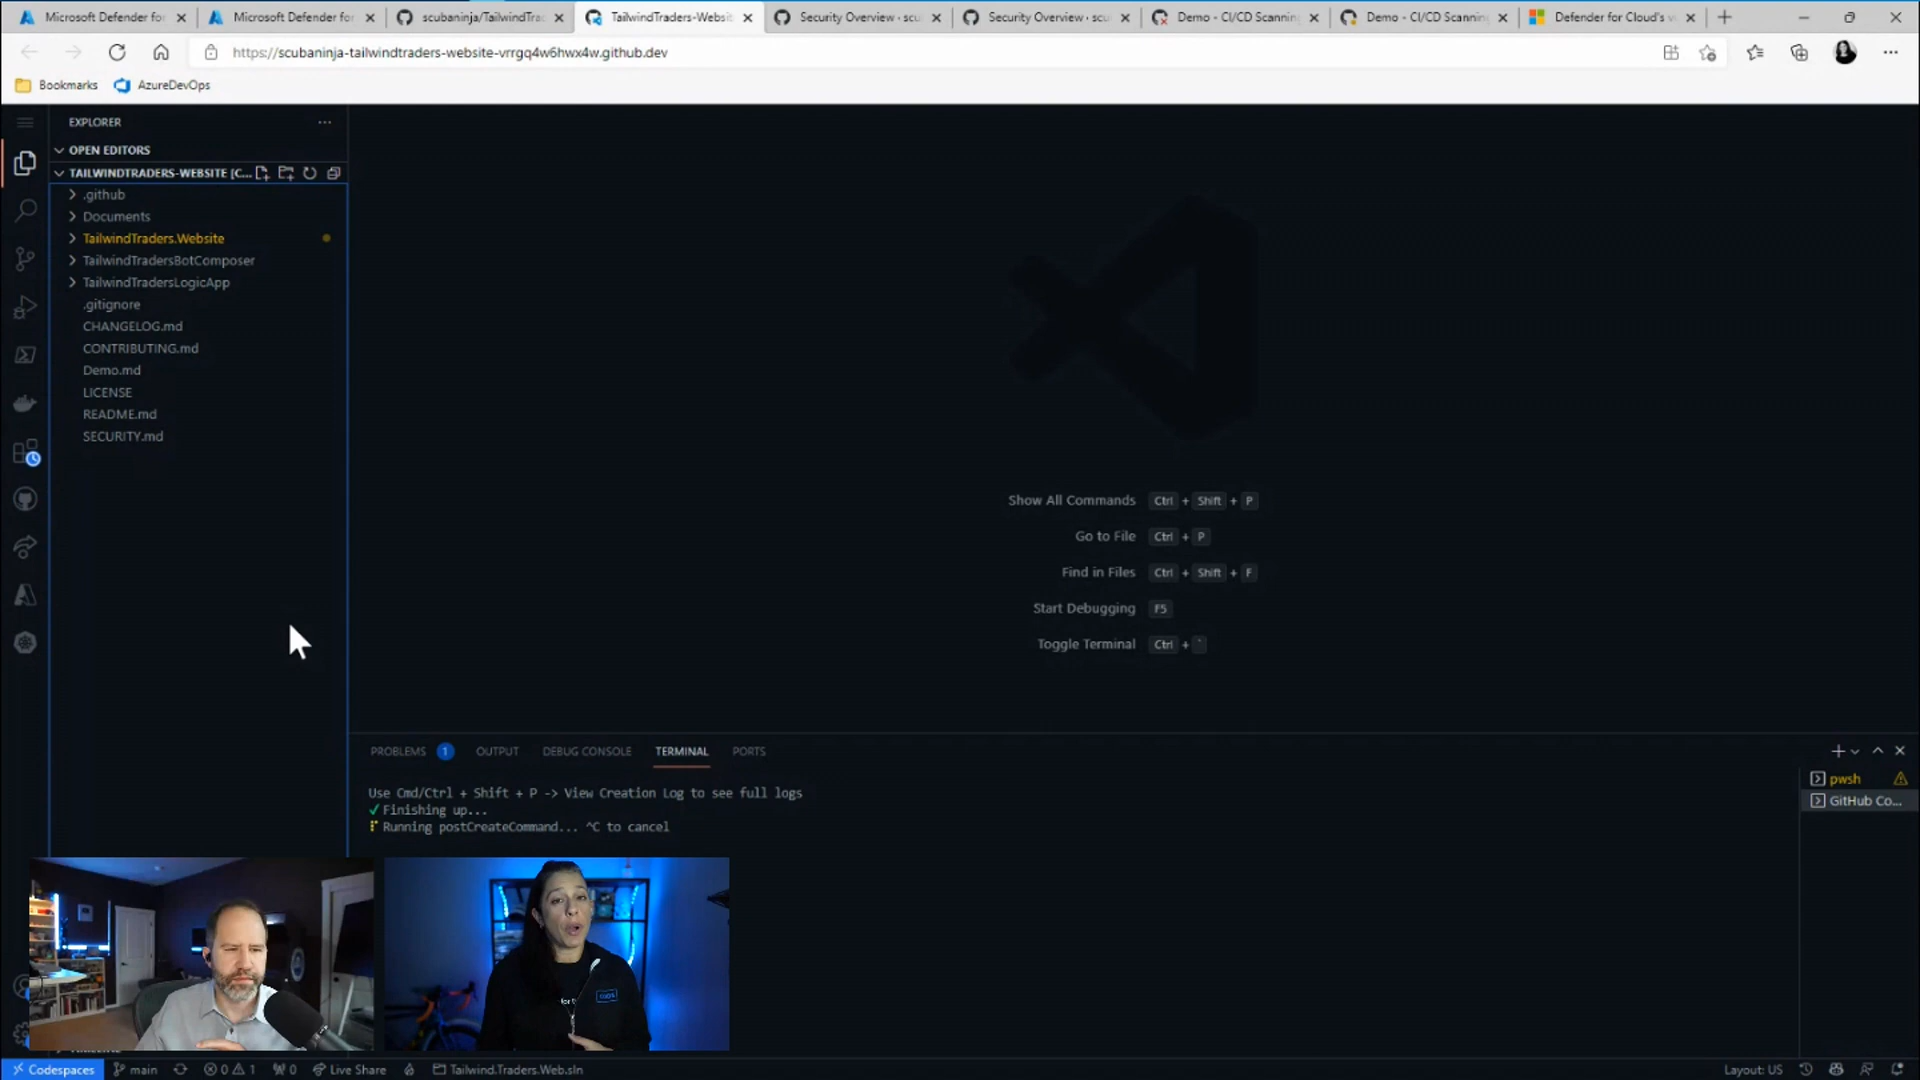 Microsoft Defender for
Microsoft Defender for
scubaninja/TailwindTrac
TailwindTraders-Websit
Security Overview · scu
Security Overview · scu
Demo - CI/CD Scanning
Demo - CI/CD Scanning
Defender for Cloud's v
https://scubaninja-tailwindtraders-website-vrrgq4w6hwx4w.github.dev
Bookmarks
AzureDevOps
EXPLORER
OPEN EDITORS
TAILWINDTRADERS-WEBSITE [C...
.github
Documents
TailwindTraders.Website
TailwindTradersBotComposer
TailwindTradersLogicApp
.gitignore
CHANGELOG.md
CONTRIBUTING.md
Demo.md
LICENSE
README.md
SECURITY.md
Show All Commands Ctrl + Shift + P
Go to File Ctrl + P
Find in Files Ctrl + Shift + F
Start Debugging F5
Toggle Terminal Ctrl + `
PROBLEMS 1 OUTPUT DEBUG CONSOLE TERMINAL PORTS
Use Cmd/Ctrl + Shift + P -> View Creation Log to see full logs
✓Finishing up...
Running postCreateCommand... ^C to cancel
pwsh
GitHub Co...
Codespaces main 0 1 0 Live Share Tailwind.Traders.Web.sln Layout: US